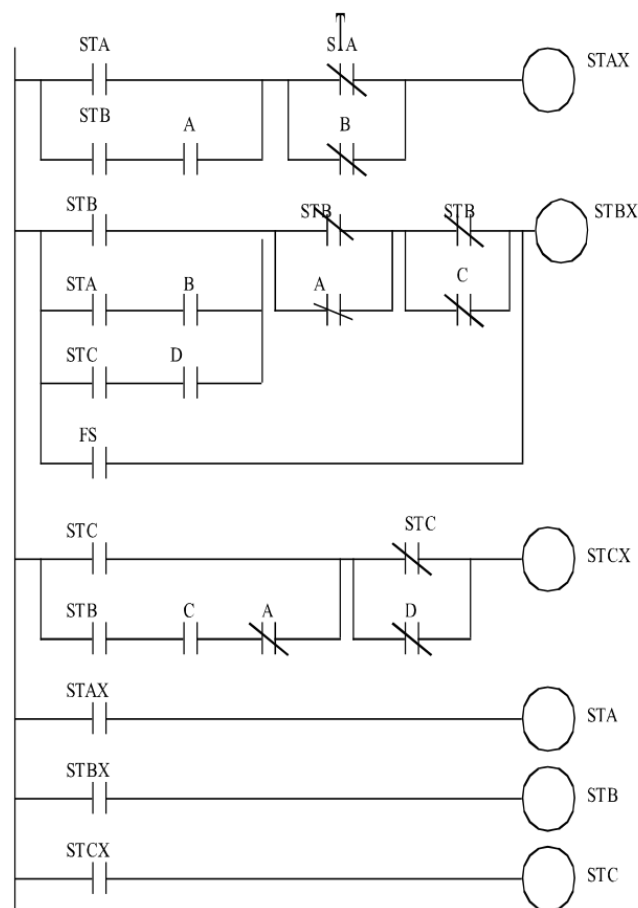 T
STA STA STAX
STB A B
STB STB STB STBX
STA B A C
STC D
FS
STC STC STCX
STB C A D
STAX STA
STBX STB
STCX STC